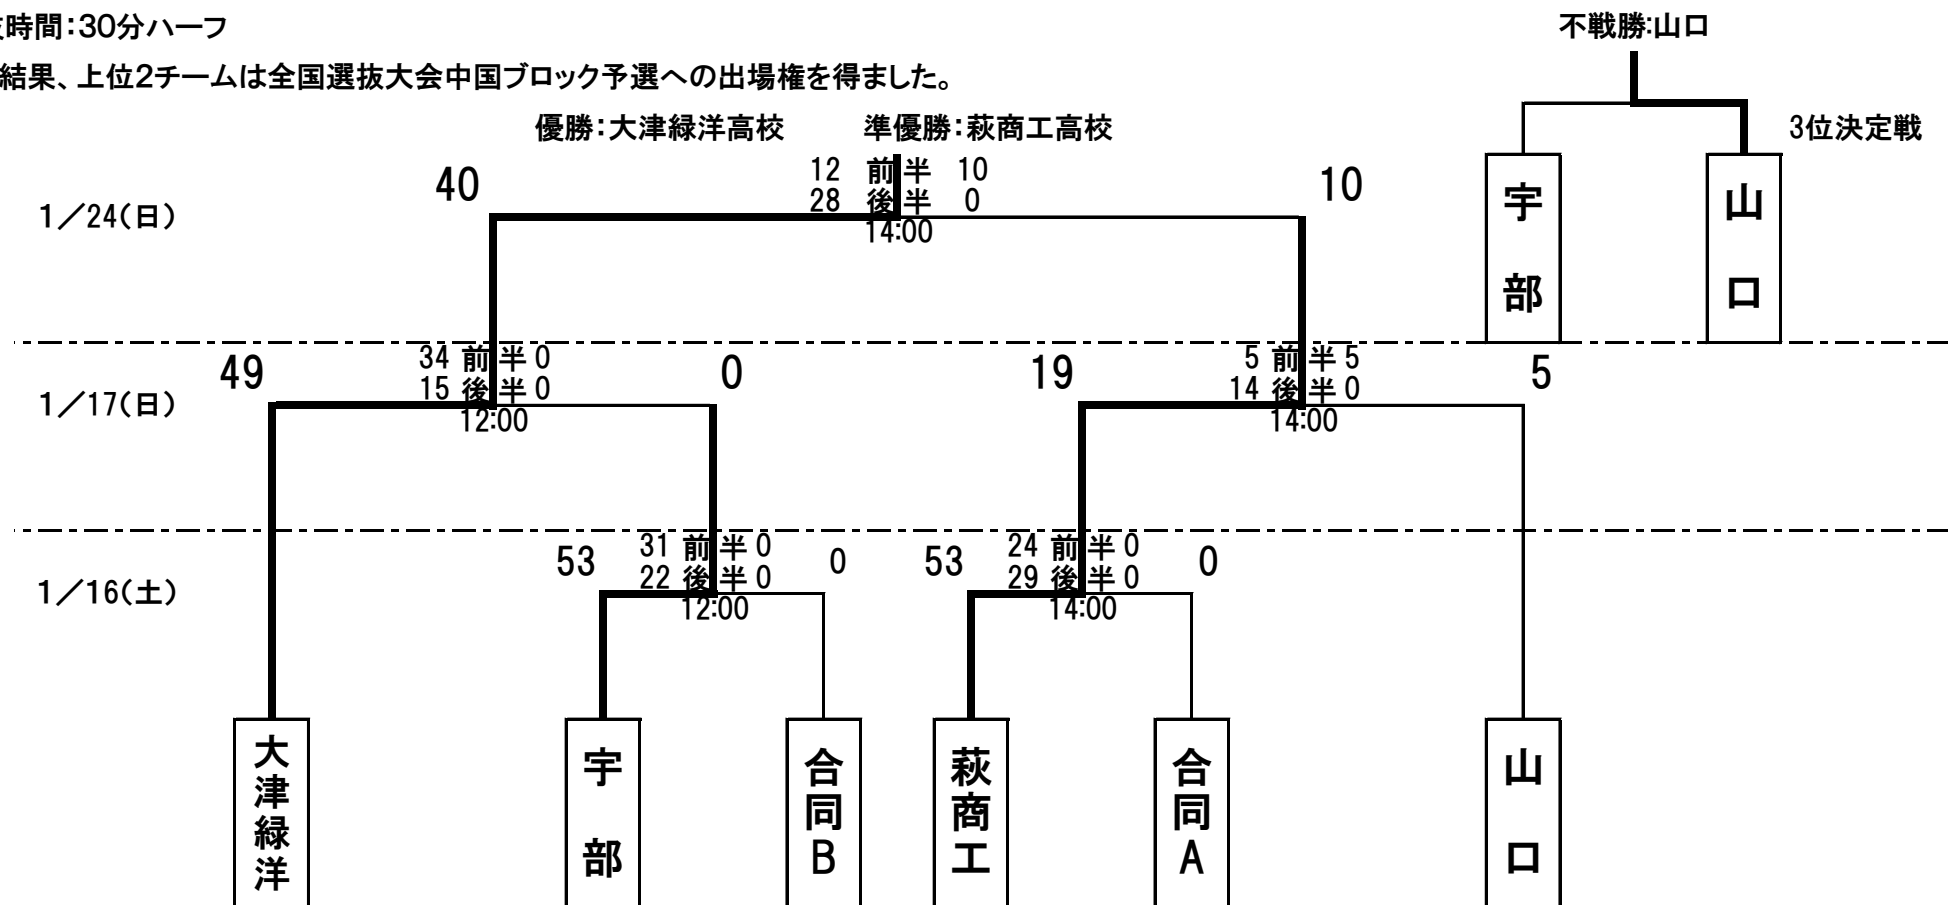 時間：30分ハーフ
不戦勝：山口
結果、上位2チームは全国選抜大会中国ブロック予選への出場権を得ました。
優勝：大津緑洋高校 準優勝：萩商工高校
3位決定戦
宇部
山口
1／24(日)
40
12 前半 10
28 後半 0
14:00
10
1／17(日)
49
34 前半 0
15 後半 0
12:00
0
19
5 前半 5
14 後半 0
14:00
5
1／16(土)
53
31 前半 0
22 後半 0
12:00
0
53
24 前半 0
29 後半 0
14:00
0
大津緑洋
宇部
合同B
萩商工
合同A
山口